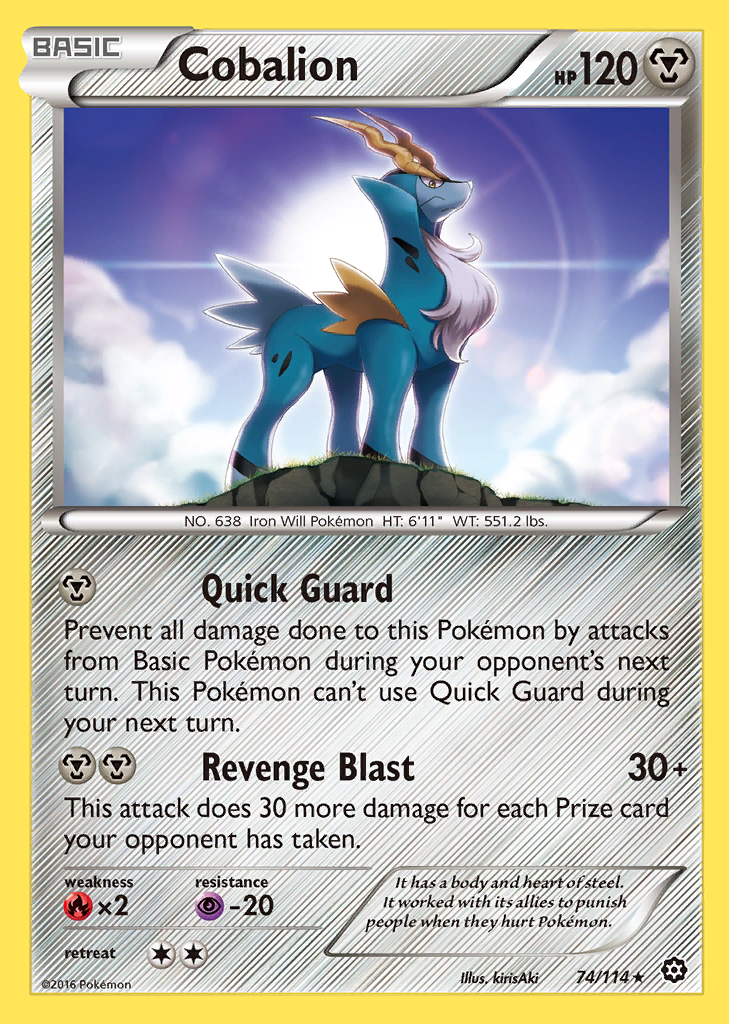 BASIC
Cobalion
HP 120
NO. 638 Iron Will Pokémon HT: 6'11" WT: 551.2 lbs.
Quick Guard
Prevent all damage done to this Pokémon by attacks
from Basic Pokémon during your opponent's next
turn. This Pokémon can't use Quick Guard during
your next turn.
Revenge Blast 30+
This attack does 30 more damage for each Prize card
your opponent has taken.
weakness resistance
×2 -20
It has a body and heart of steel.
It worked with its allies to punish
people when they hurt Pokémon.
retreat
©2016 Pokémon
Illus. kirisAki 74/114★